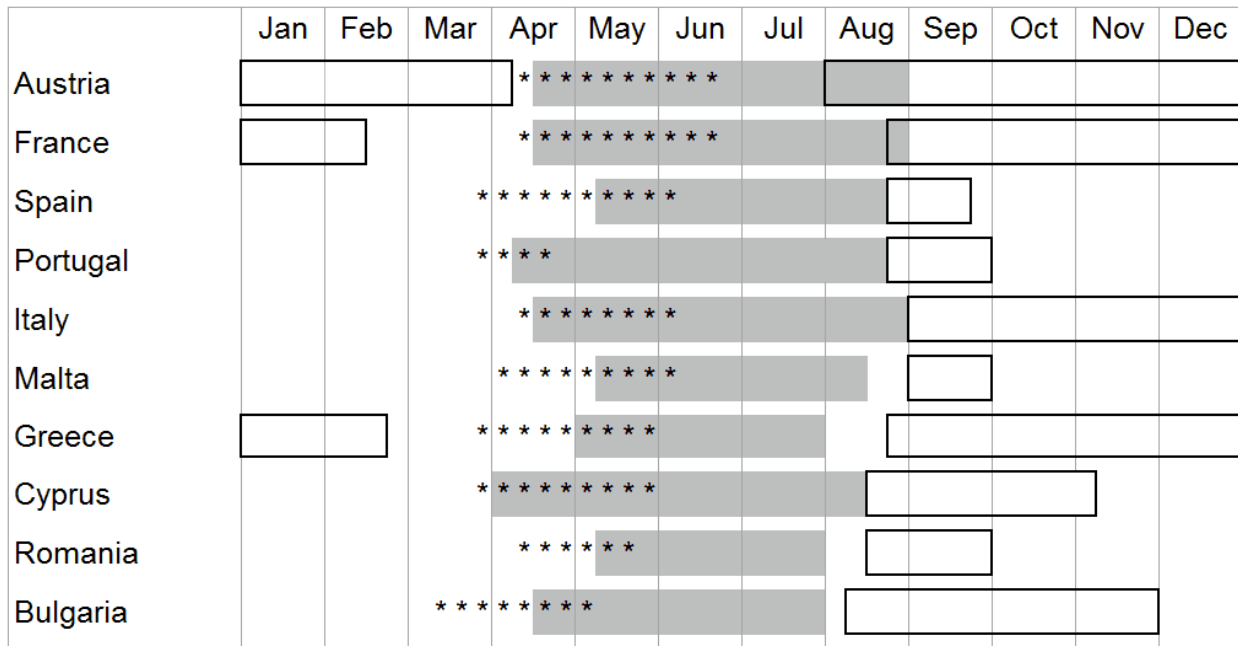 Jan Feb Mar Apr May Jun Jul Aug Sep Oct Nov Dec
Austria * * * * * * * * * *
France * * * * * * * * * *
Spain * * * * * * * * * *
Portugal * * * *
Italy * * * * * * * *
Malta * * * * * * * * *
Greece * * * * * * * * *
Cyprus * * * * * * * * *
Romania * * * * * *
Bulgaria * * * * * * * *